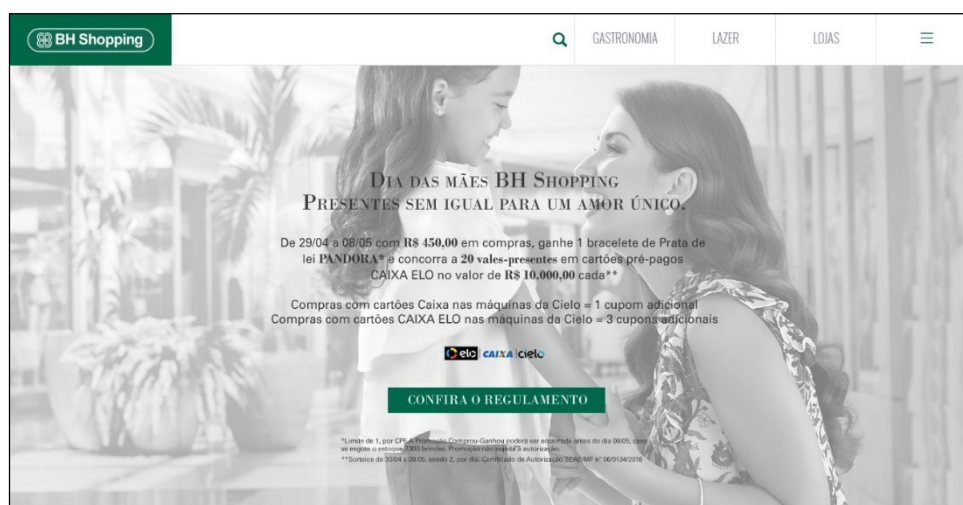 BH Shopping
GASTRONOMIA
LAZER
LOJAS
DIA DAS MÃES BH SHOPPING
PRESENTES SEM IGUAL PARA UM AMOR ÚNICO.
De 29/04 a 08/05 com R$ 450,00 em compras, ganhe 1 bracelete de Prata de
lei PANDORA* e concorra a 20 vales-presentes em cartões pré-pagos
CAIXA ELO no valor de R$ 10.000,00 cada**
Compras com cartões Caixa nas máquinas da Cielo = 1 cupom adicional
Compras com cartões CAIXA ELO nas máquinas da Cielo = 3 cupons adicionais
elo CAIXA cielo
CONFIRA O REGULAMENTO
*Limite de 1, por CPF. A Promoção Comprou-Ganhou poderá ser encerrada antes do dia 08/05, caso
se esgote o estoque 7.300 brindes. Promoção não sujeita à autorização.
**Sorteios de 30/04 a 09/05, sendo 2, por dia. Certificado de Autorização SEAE/MF nº 06/0134/2016